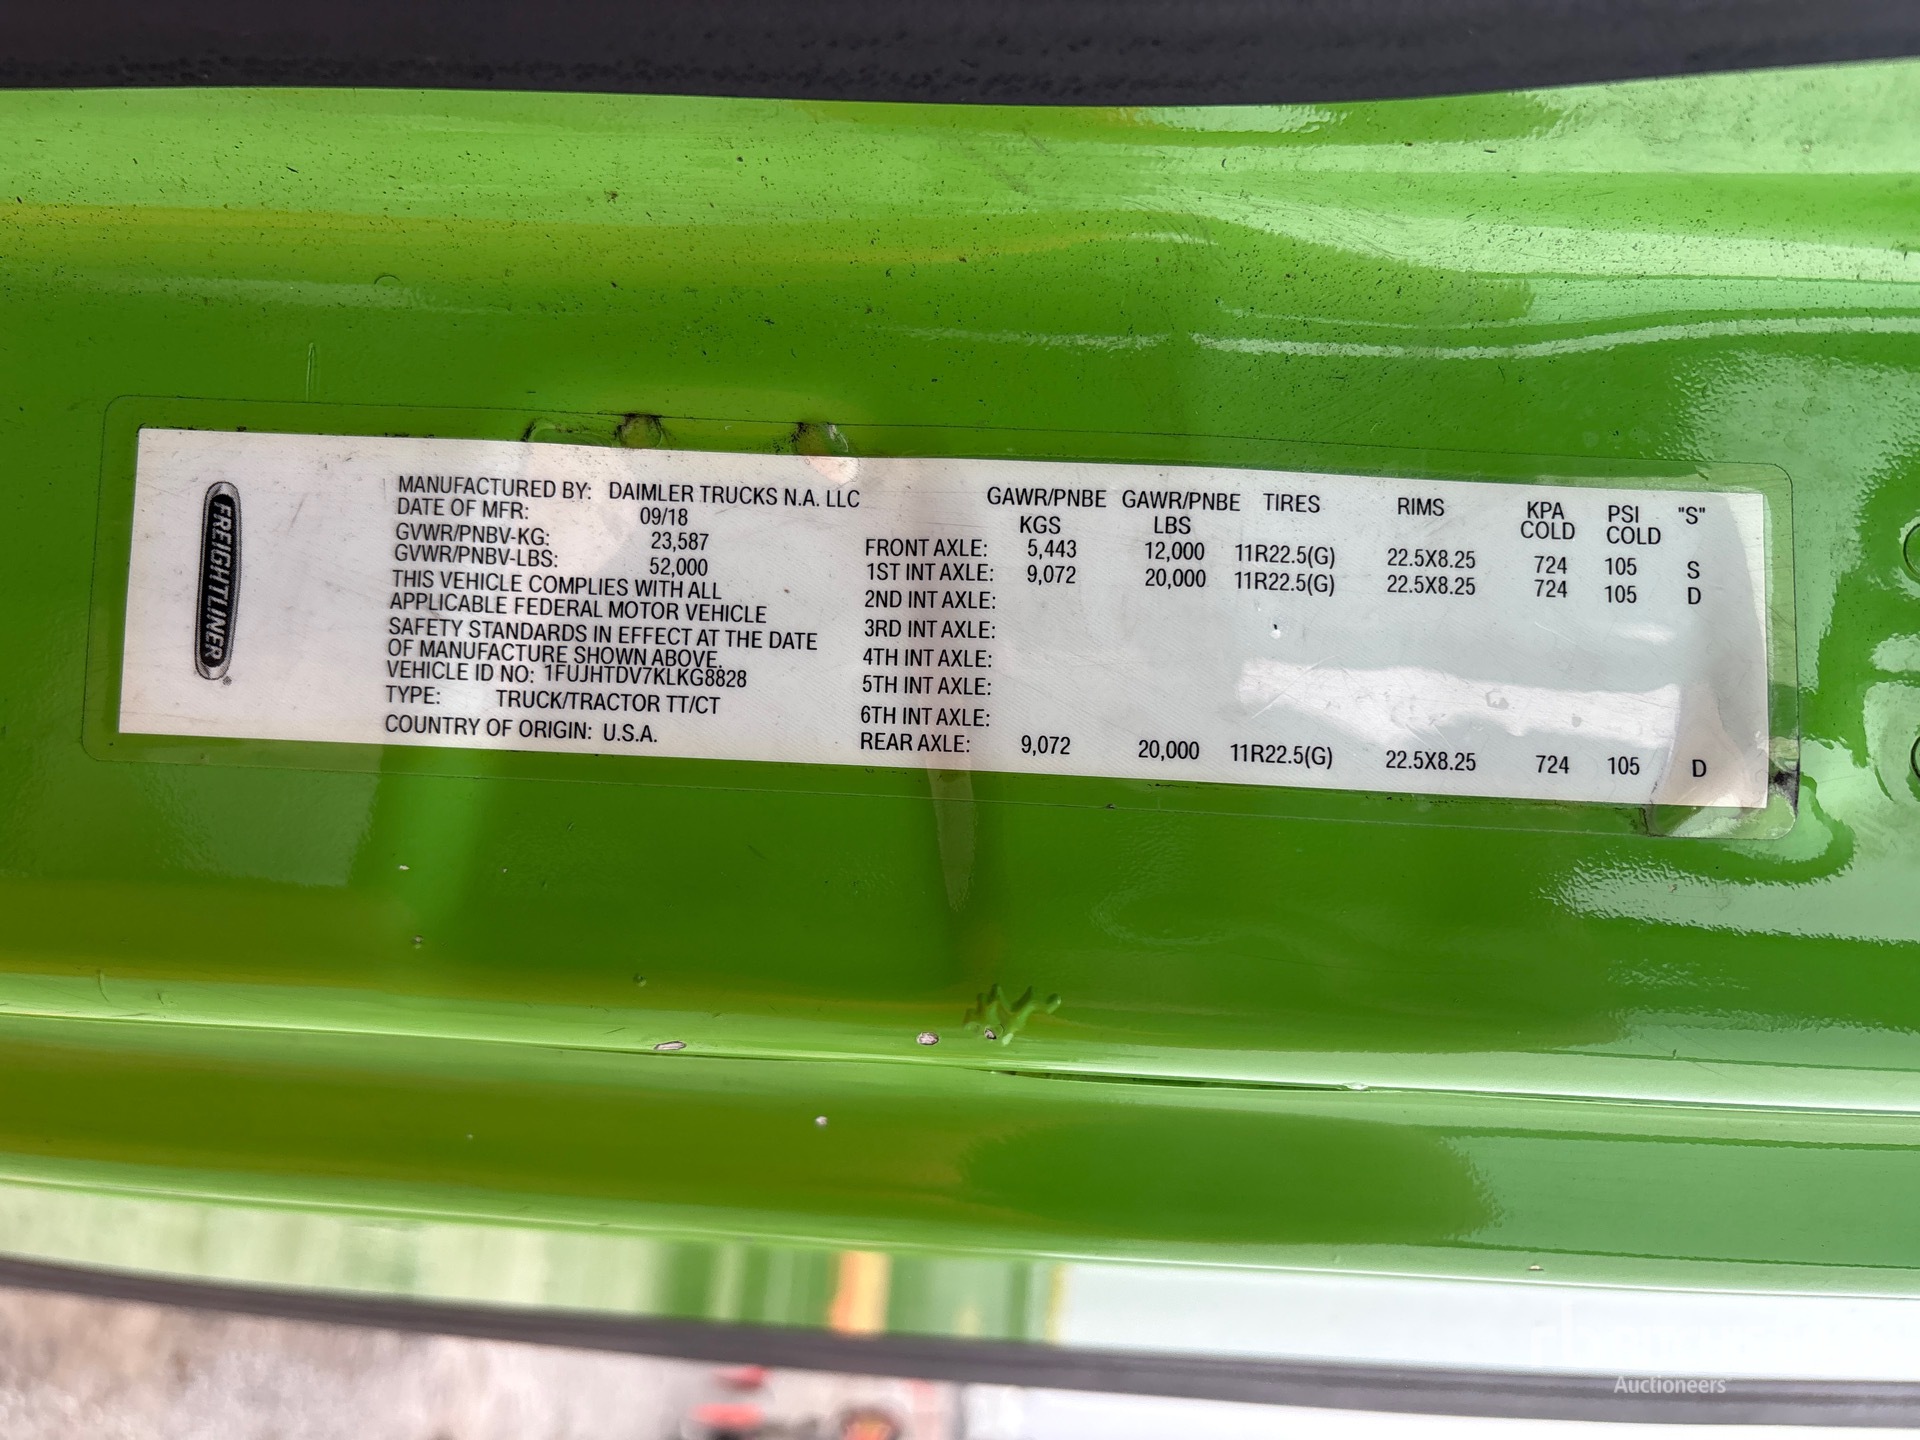 FREIGHTLINER®
MANUFACTURED BY: DAIMLER TRUCKS N.A. LLC
DATE OF MFR: 09/18
GVWR/PNBV-KG: 23,587
GVWR/PNBV-LBS: 52,000
THIS VEHICLE COMPLIES WITH ALL
APPLICABLE FEDERAL MOTOR VEHICLE
SAFETY STANDARDS IN EFFECT AT THE DATE
OF MANUFACTURE SHOWN ABOVE.
VEHICLE ID NO: 1FUJHTDV7KLKG8828
TYPE: TRUCK/TRACTOR TT/CT
COUNTRY OF ORIGIN: U.S.A.
GAWR/PNBE GAWR/PNBE TIRES RIMS KPA PSI "S"
KGS LBS COLD COLD
FRONT AXLE: 5,443 12,000 11R22.5(G) 22.5X8.25 724 105 S
1ST INT AXLE: 9,072 20,000 11R22.5(G) 22.5X8.25 724 105 D
2ND INT AXLE:
3RD INT AXLE:
4TH INT AXLE:
5TH INT AXLE:
6TH INT AXLE:
REAR AXLE: 9,072 20,000 11R22.5(G) 22.5X8.25 724 105 D
Auctioneers